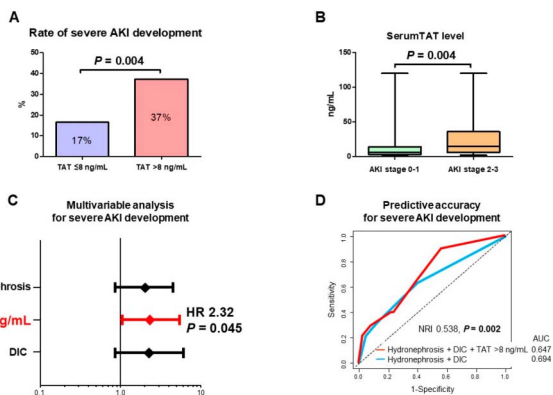 A
Rate of severe AKI development
P = 0.004
50
40
30
20
10
0
%
17%
37%
TAT ≤8 ng/mL
TAT >8 ng/mL
B
SerumTAT level
P = 0.004
150
100
50
0
ng/mL
AKI stage 0-1
AKI stage 2-3
C
Multivariable analysis
for severe AKI development
phrosis
g/mL
DIC
HR 2.32
P = 0.045
0.1
1.0
10
D
Predictive accuracy
for severe AKI development
1.0
0.8
0.6
0.4
0.2
0.0
Sensitivity
NRI 0.538, P = 0.002
AUC
Hydronephrosis + DIC + TAT >8 ng/mL 0.647
Hydronephrosis + DIC 0.694
0.0 0.2 0.4 0.6 0.8 1.0
1-Specificity